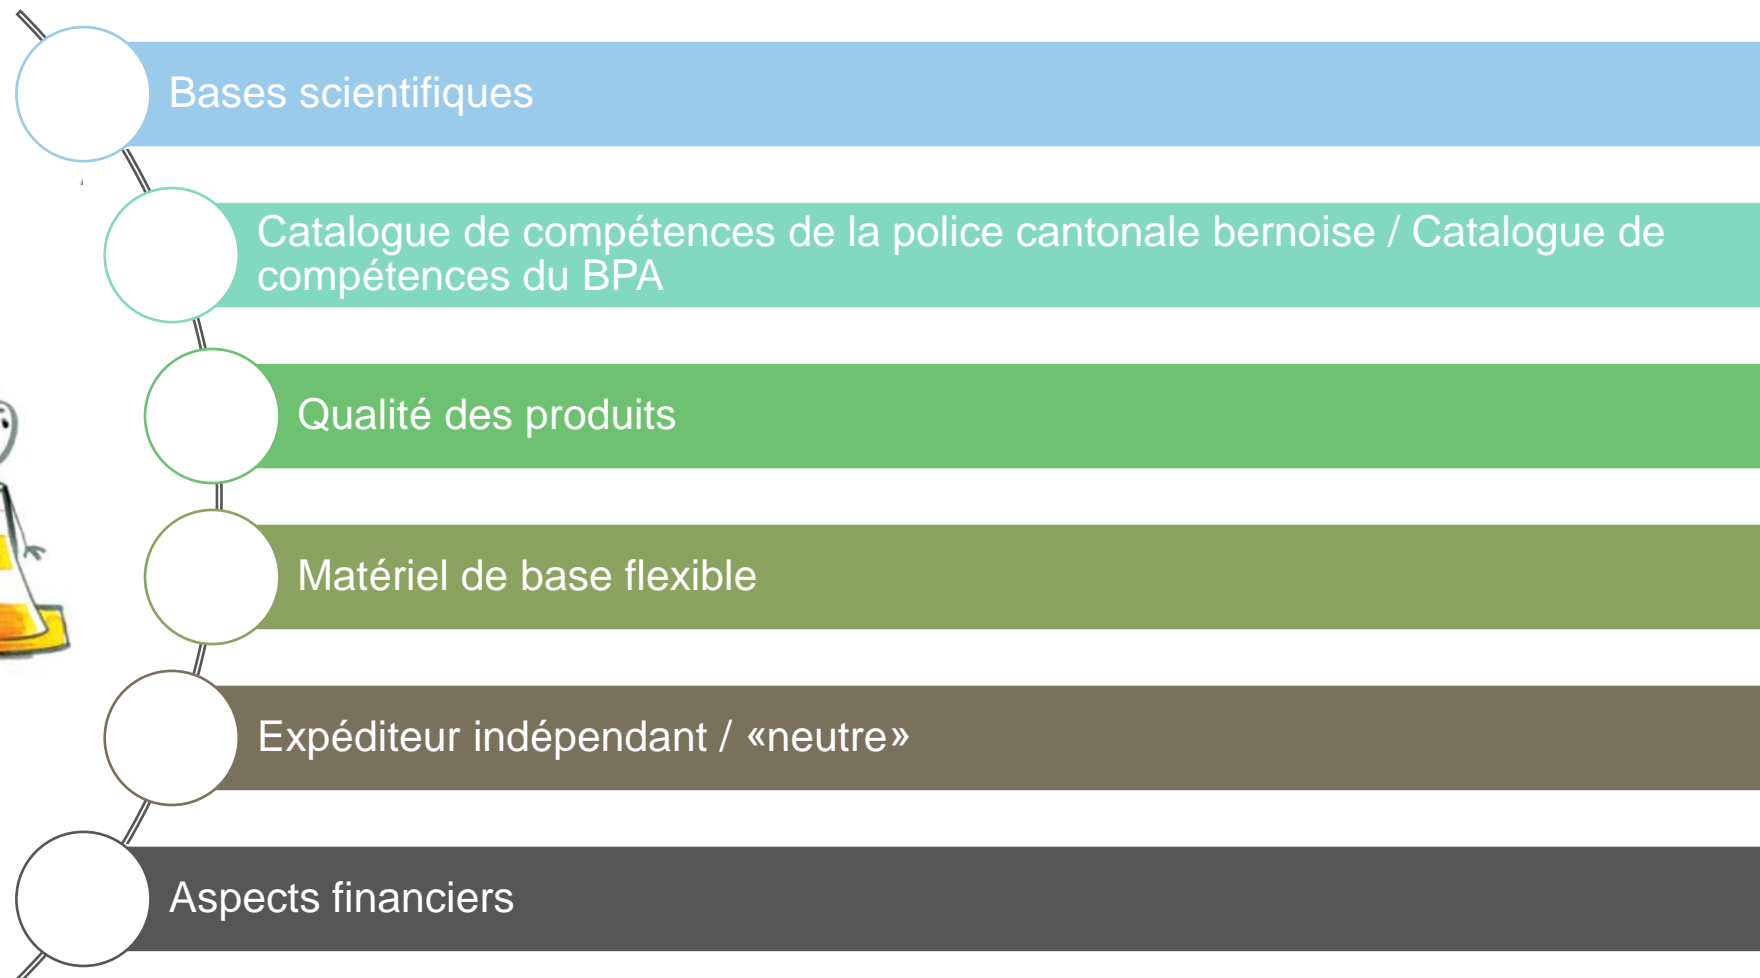 Bases scientifiques
Catalogue de compétences de la police cantonale bernoise / Catalogue de
compétences du BPA
Qualité des produits
Matériel de base flexible
Expéditeur indépendant / «neutre»
Aspects financiers